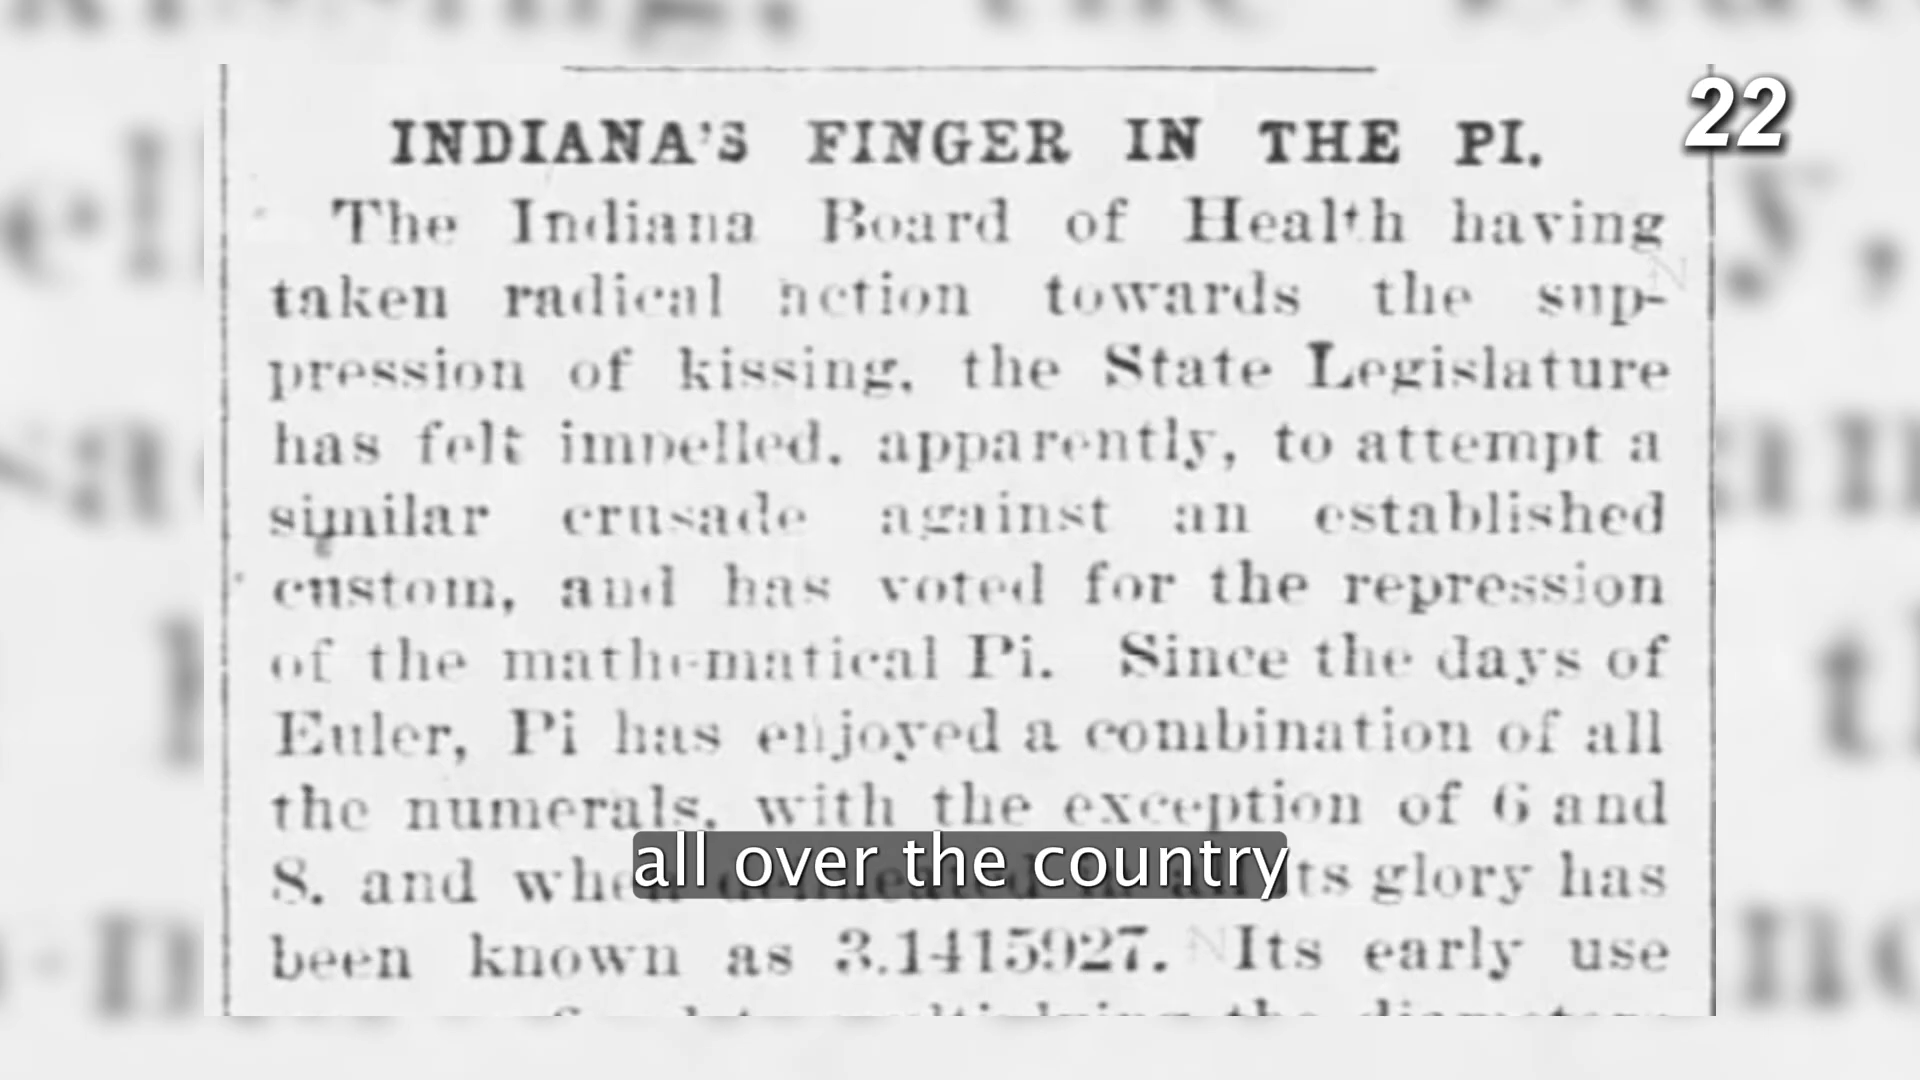 INDIANA'S FINGER IN THE PI.
22
The Indiana Board of Health having
taken radical action towards the sup-
pression of kissing, the State Legislature
has felt impelled, apparently, to attempt a
similar crusade against an established
custom, and has voted for the repression
of the mathematical Pi. Since the days of
Euler, Pi has enjoyed a combination of all
the numerals, with the exception of 6 and
8, and its glory has
all over the country
been known as 3.1415927. Its early use
multiplying the diameters